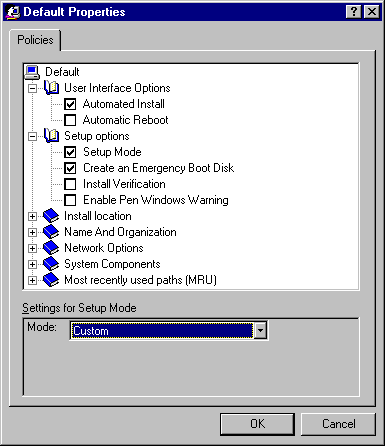 Default Properties
Policies
Default
User Interface Options
Automated Install
Automatic Reboot
Setup options
Setup Mode
Create an Emergency Boot Disk
Install Verification
Enable Pen Windows Warning
Install location
Name And Organization
Network Options
System Components
Most recently used paths (MRU)
Settings for Setup Mode
Mode: Custom
OK Cancel